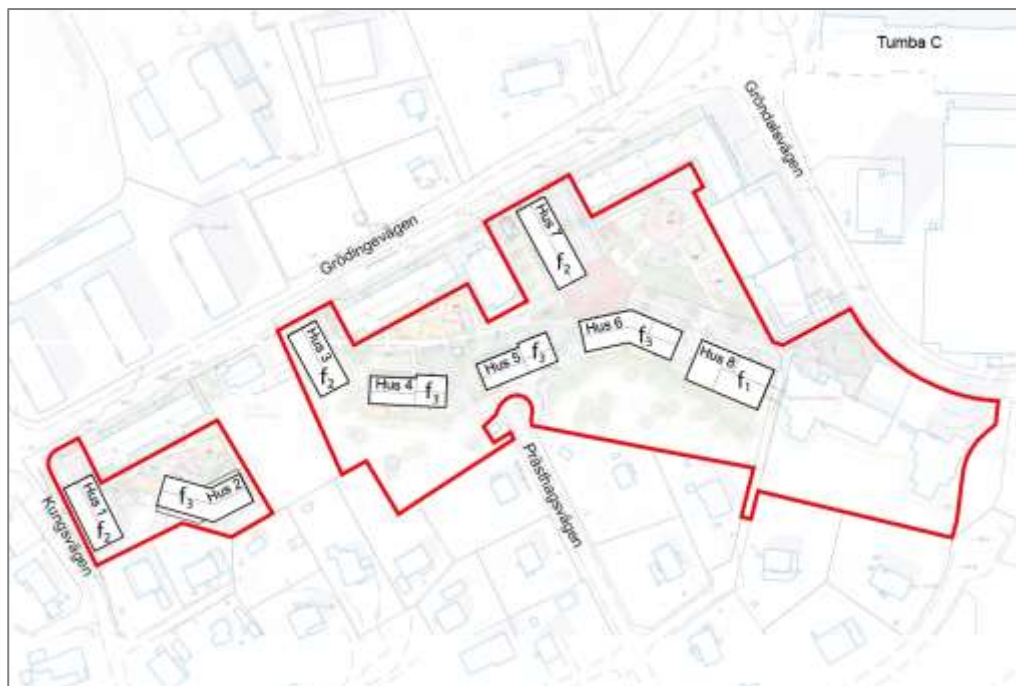 Tumba C
Gröndalsvägen
Grödingevägen
Hus 7
f₂
Hus 6
f₃
Hus 3
f₂
Hus 5
f₃
Hus 8
f₁
Hus 4
f₃
Prästhagsvägen
Hus 1
f₂
f₃ Hus 2
Kungsvägen